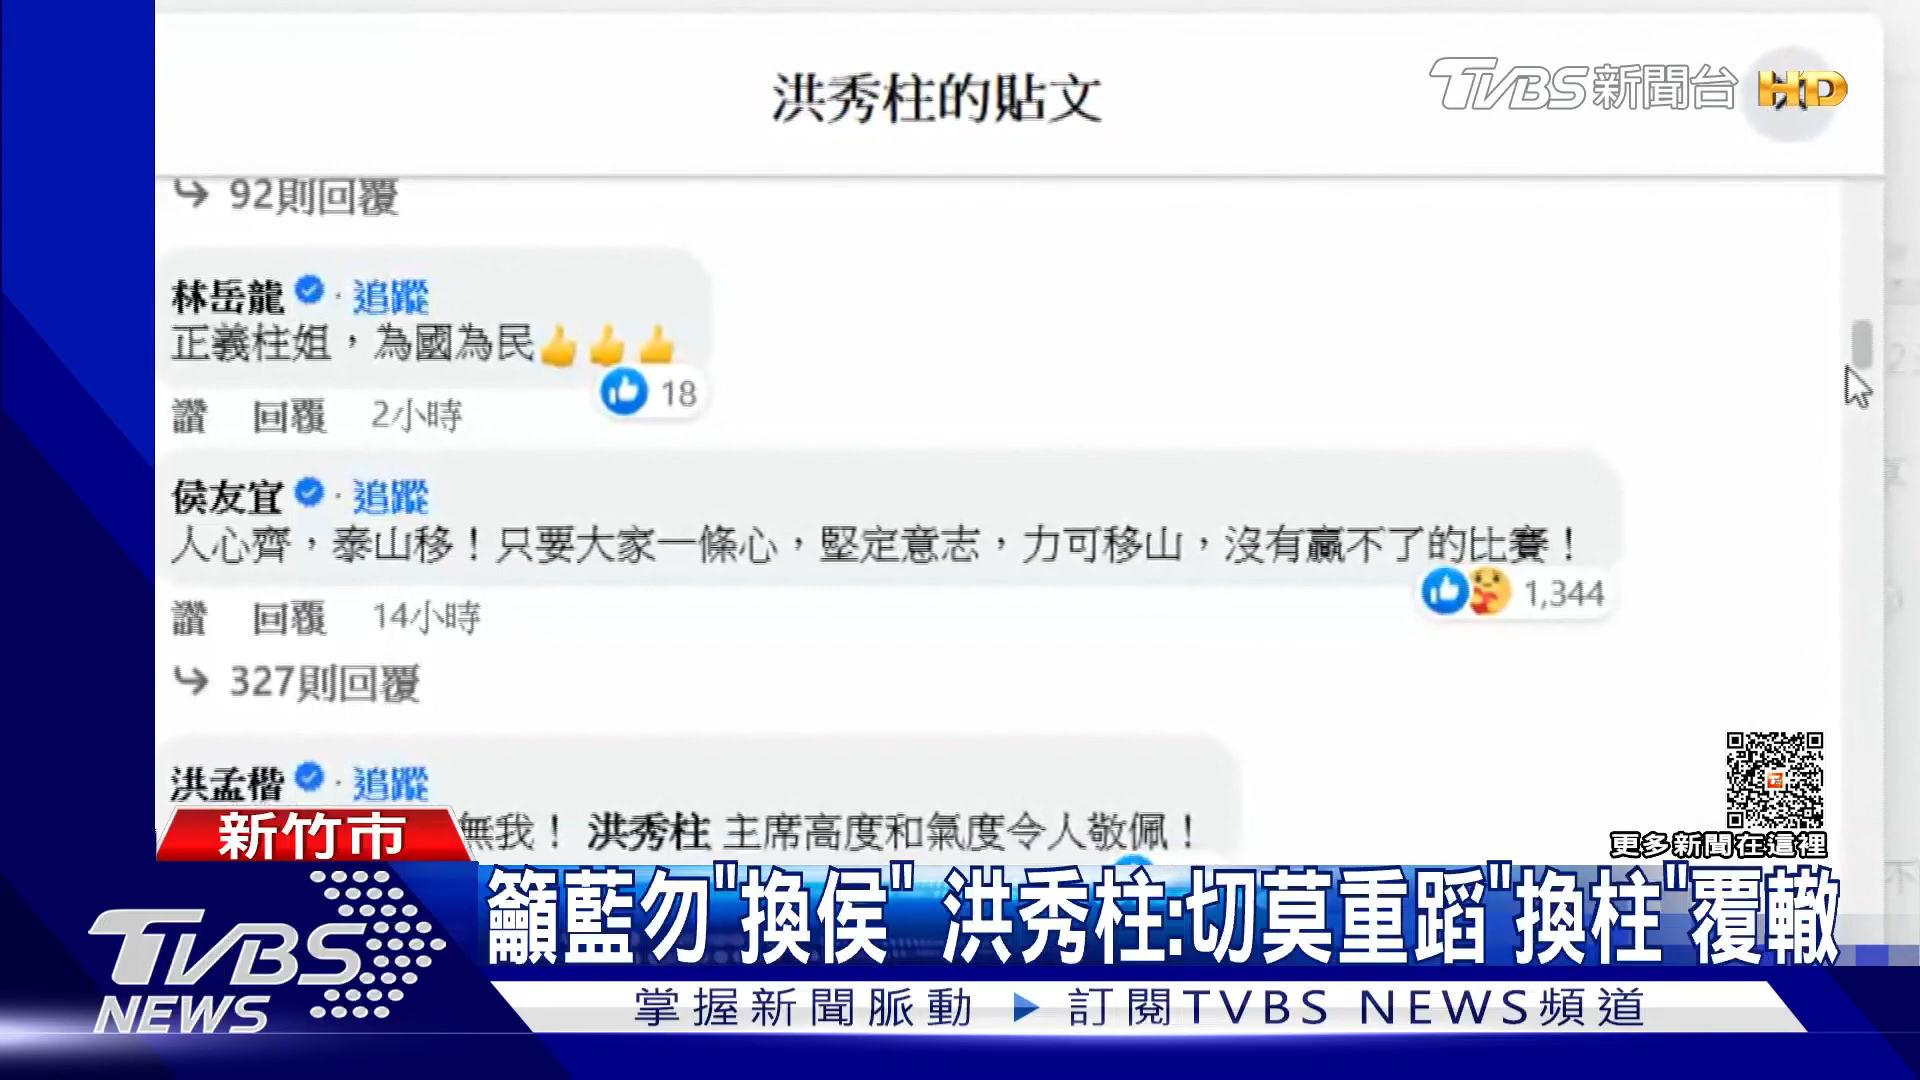 洪秀柱的貼文
TVBS新聞台 HD
92則回覆
林岳龍 · 追蹤
正義柱姐，為國為民👍👍👍
18
讚 回覆 2小時
侯友宜 · 追蹤
人心齊，泰山移！只要大家一條心，堅定意志，力可移山，沒有贏不了的比賽！
1,344
讚 回覆 14小時
327則回覆
洪孟楷 · 追蹤
無我！ 洪秀柱 主席高度和氣度令人敬佩！
新竹市
更多新聞在這裡
籲藍勿"換侯" 洪秀柱:切莫重蹈"換柱"覆轍
TVBS NEWS
掌握新聞脈動 ▶ 訂閱TVBS NEWS頻道